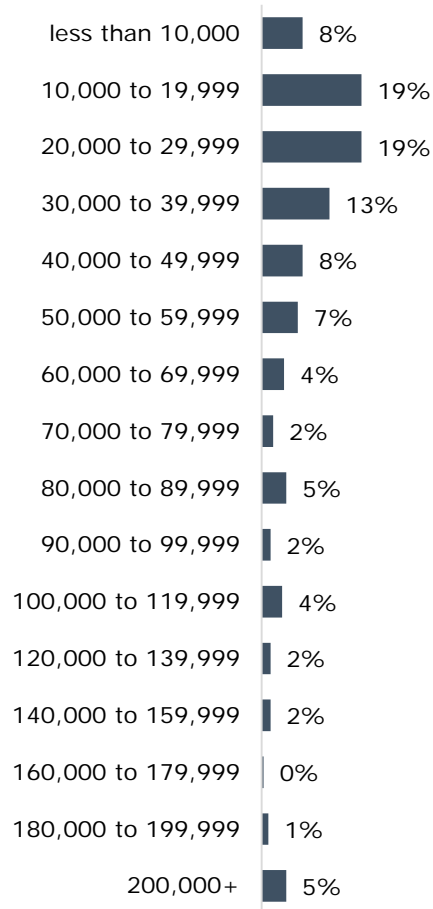 less than 10,000 8%
10,000 to 19,999 19%
20,000 to 29,999 19%
30,000 to 39,999 13%
40,000 to 49,999 8%
50,000 to 59,999 7%
60,000 to 69,999 4%
70,000 to 79,999 2%
80,000 to 89,999 5%
90,000 to 99,999 2%
100,000 to 119,999 4%
120,000 to 139,999 2%
140,000 to 159,999 2%
160,000 to 179,999 0%
180,000 to 199,999 1%
200,000+ 5%